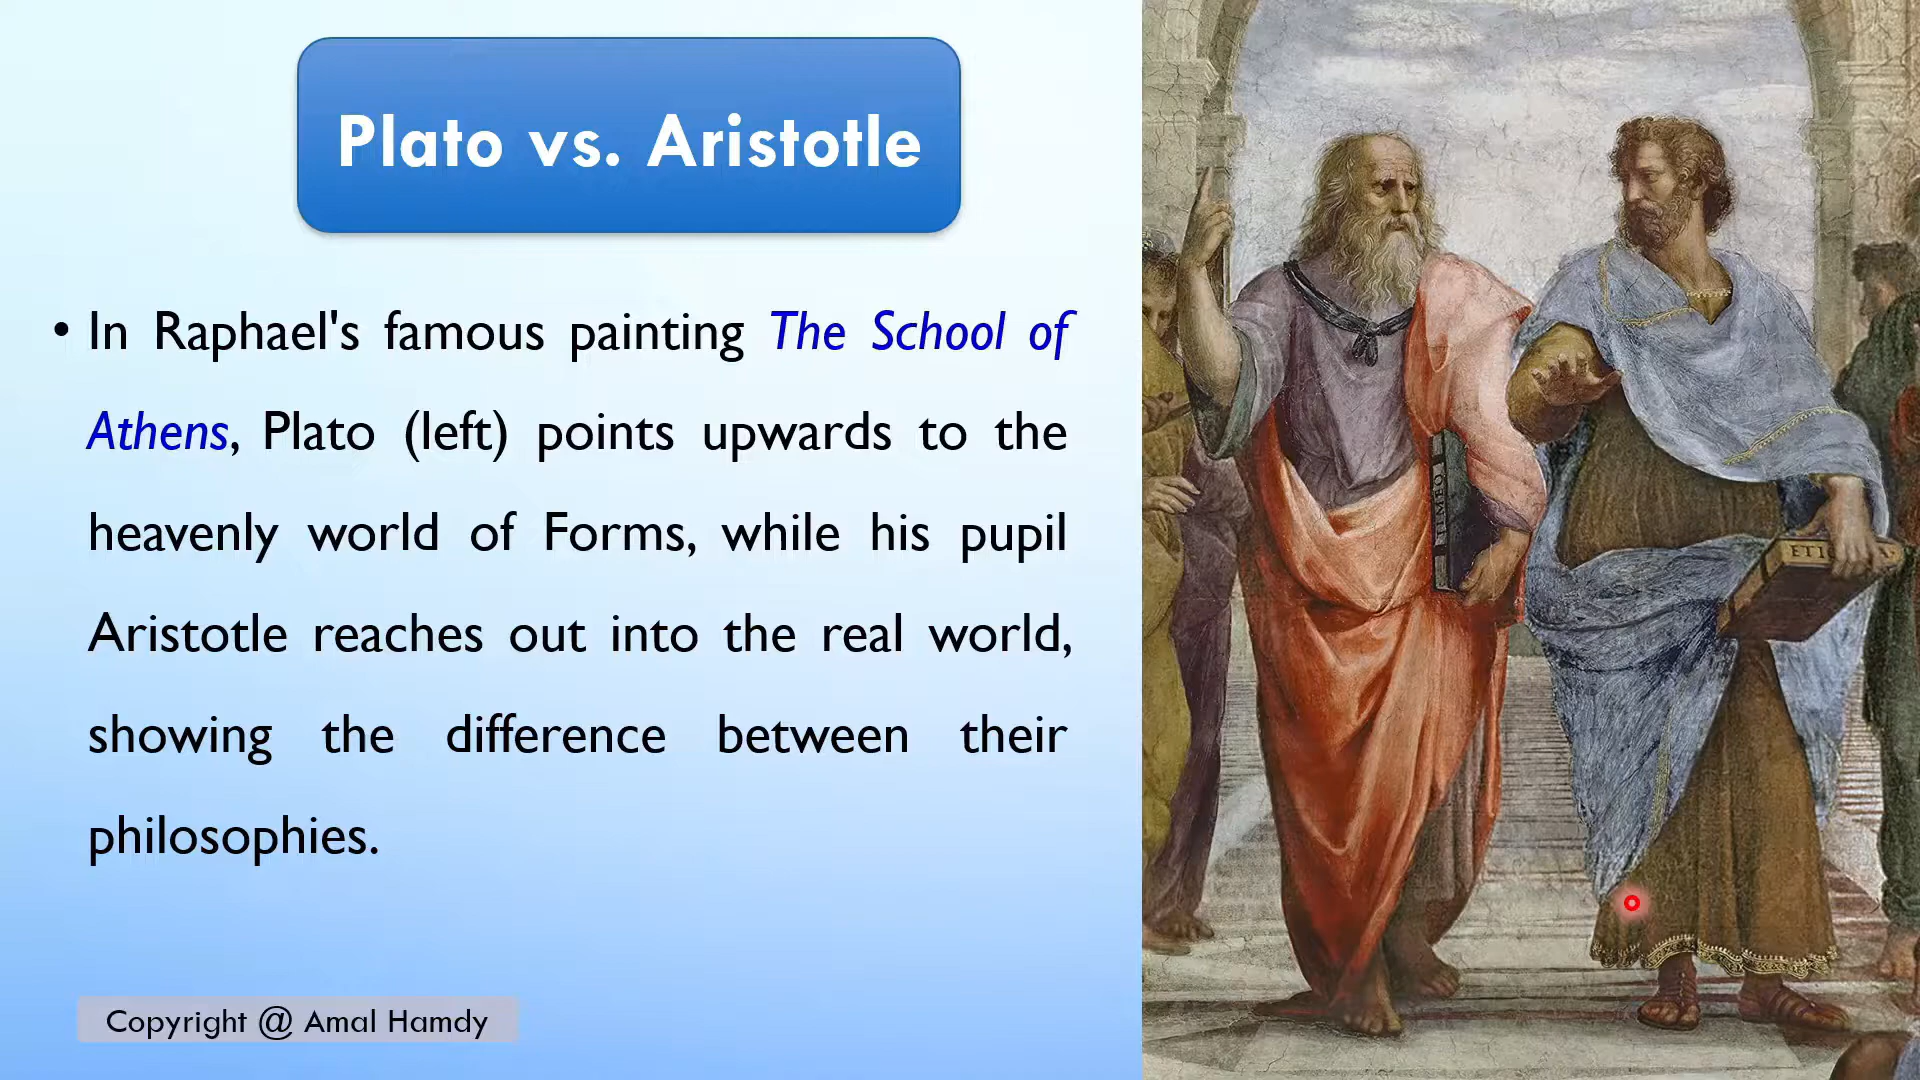 Plato vs. Aristotle
• In Raphael's famous painting The School of
Athens, Plato (left) points upwards to the
heavenly world of Forms, while his pupil
Aristotle reaches out into the real world,
showing the difference between their
philosophies.
Copyright @ Amal Hamdy
TIMEO
ETI